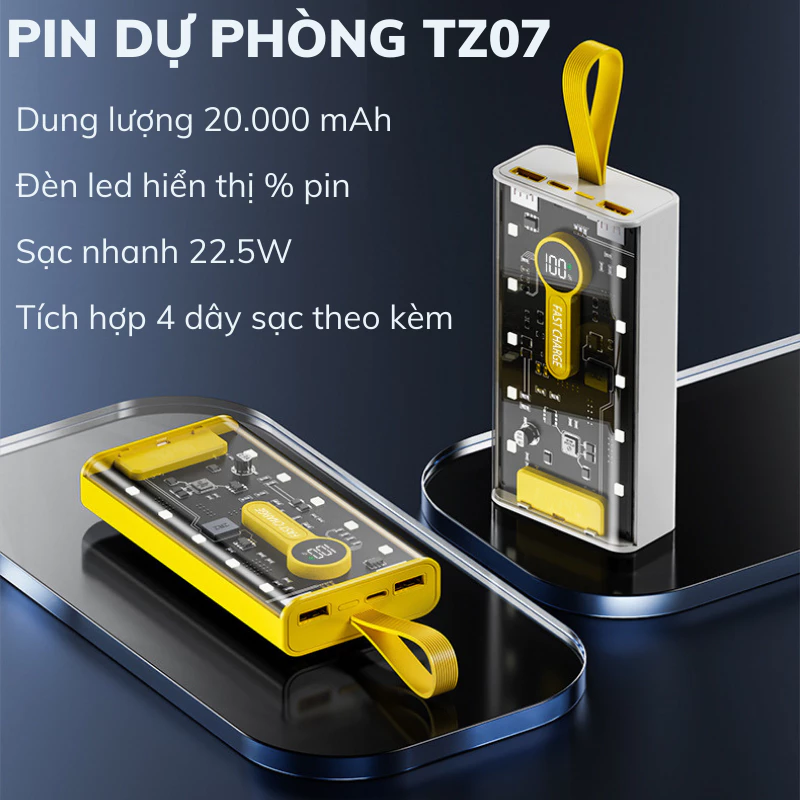 PIN DỰ PHÒNG TZ07
Dung lượng 20.000 mAh
Đèn led hiển thị % pin
Sạc nhanh 22.5W
Tích hợp 4 dây sạc theo kèm
100%
FAST CHARGE
FAST CHARGE
100%
2R2